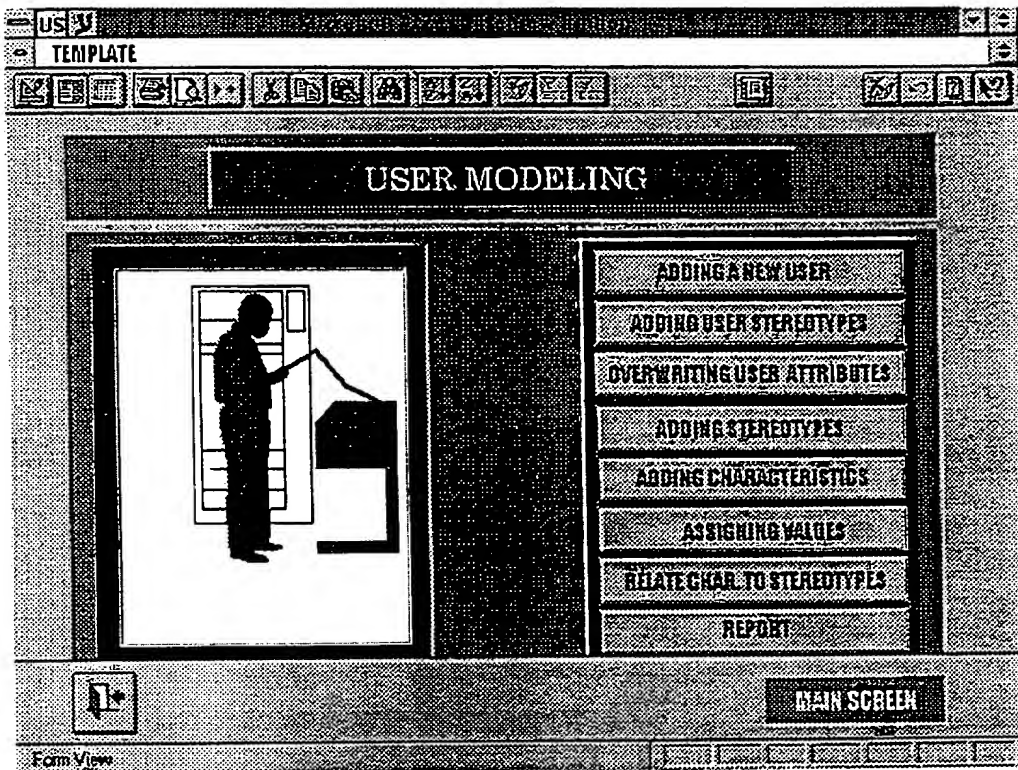 US
TEMPLATE
USER MODELING
ADDING A NEW USER
ADDING USER STEREOTYPES
OVERWRITING USER ATTRIBUTES
ADDING STEREOTYPES
ADDING CHARACTERISTICS
ASSIGNING VALUES
RELATE CHAR. TO STEREOTYPES
REPORT
MAIN SCREEN
Form View